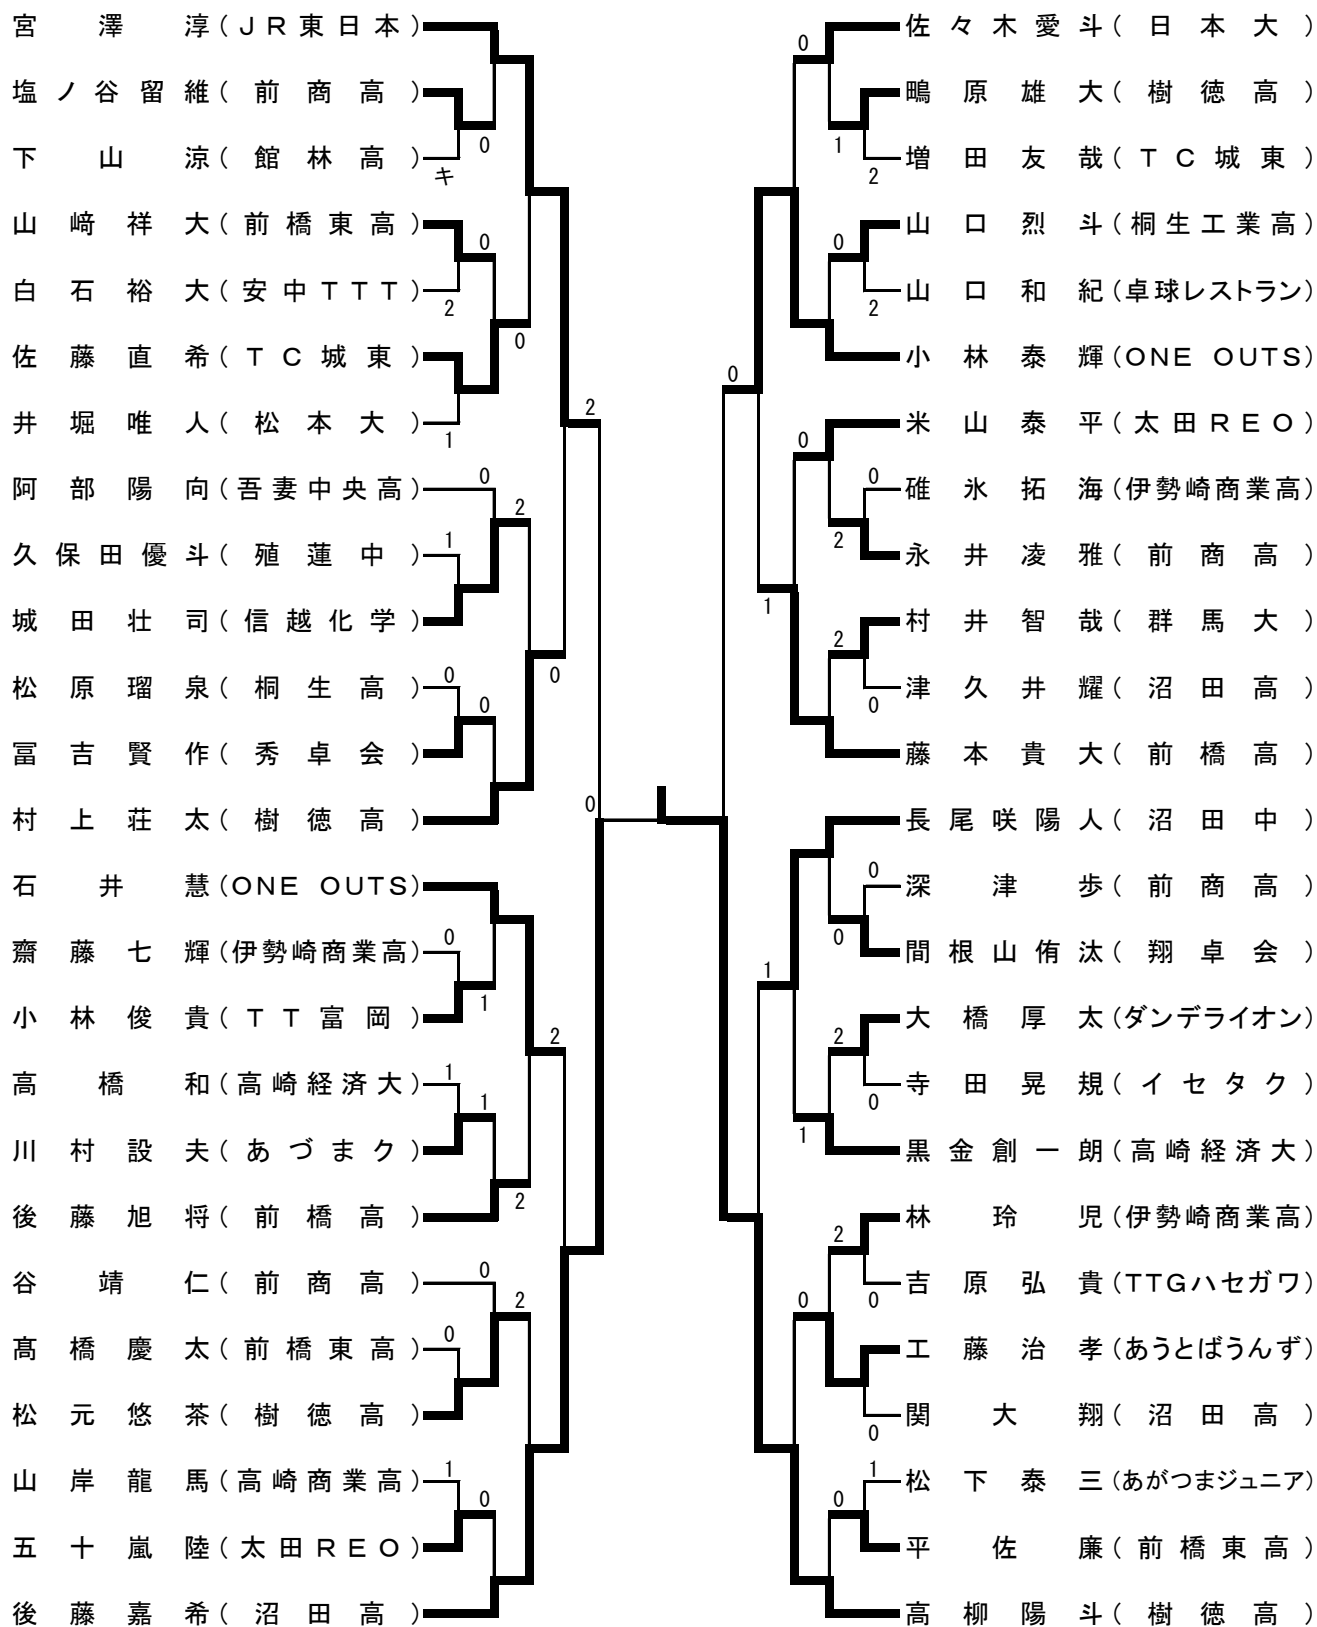 宮澤淳(JR東日本)
塩ノ谷留維(前商高)
0
下山涼(館林高)
キ
山﨑祥大(前橋東高)
0
白石裕大(安中TTT)
2
0
佐藤直希(TC城東)
井堀唯人(松本大)
1
2
阿部陽向(吾妻中央高)
0
2
久保田優斗(殖蓮中)
1
城田壮司(信越化学)
松原瑠泉(桐生高)
0
0
0
冨吉賢作(秀卓会)
村上荘太(樹徳高)
0
石井慧(ONE OUTS)
齋藤七輝(伊勢崎商業高)
0
1
小林俊貴(TT富岡)
2
高橋和(高崎経済大)
1
1
川村設夫(あづまク)
後藤旭将(前橋高)
2
谷靖仁(前商高)
0
2
髙橋慶太(前橋東高)
0
松元悠茶(樹徳高)
山岸龍馬(高崎商業高)
1
0
五十嵐陸(太田REO)
後藤嘉希(沼田高)
佐々木愛斗(日本大)
0
鴫原雄大(樹徳高)
1
増田友哉(TC城東)
2
山口烈斗(桐生工業高)
0
山口和紀(卓球レストラン)
2
小林泰輝(ONE OUTS)
0
米山泰平(太田REO)
0
碓氷拓海(伊勢崎商業高)
0
2
永井凌雅(前商高)
1
村井智哉(群馬大)
2
津久井耀(沼田高)
0
藤本貴大(前橋高)
長尾咲陽人(沼田中)
深津歩(前商高)
0
0
間根山侑汰(翔卓会)
1
大橋厚太(ダンデライオン)
2
寺田晃規(イセタク)
0
1
黒金創一朗(高崎経済大)
林玲児(伊勢崎商業高)
2
吉原弘貴(TTGハセガワ)
0
0
工藤治孝(あうとばうんず)
関大翔(沼田高)
0
松下泰三(あがつまジュニア)
1
0
平佐廉(前橋東高)
高柳陽斗(樹徳高)